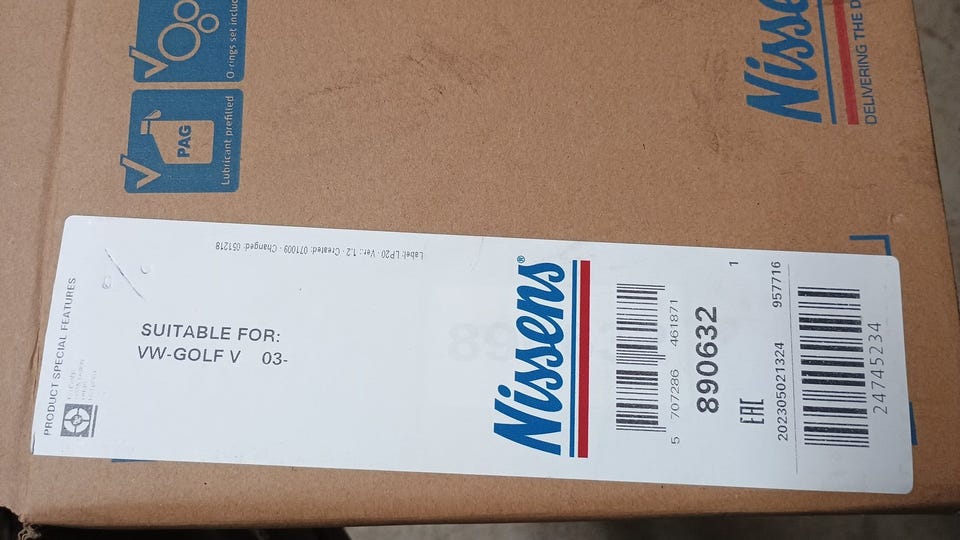 O-rings set includ
PAG
Lubricant prefilled
Nisse
DELIVERING THE D
PRODUCT SPECIAL FEATURES
SUITABLE FOR:
VW-GOLF V 03-
Label: LP20 - Ver.: 1.2 - Created: 071009 - Changed: 051218
Nissens®
5 707286 461871
890632
1
EAC
202305021324 957716
24745234